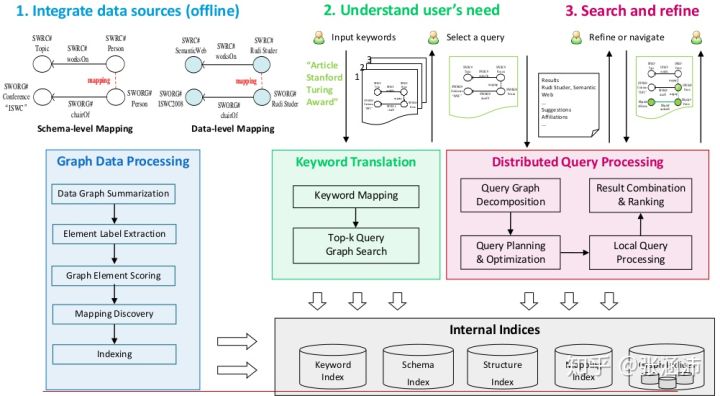 1. Integrate data sources (offline)
2. Understand user's need
3. Search and refine
SWRC#
Topic
SWRC#
Person
SWRC#
worksOn
mapping
SWORG#
Conference
"ISWC"
SWORG#
Person
SWORG#
chairOf
Schema-level Mapping
SWRC#
SemanticWeb
SWRC#
Rudi Studer
SWRC#
worksOn
mapping
SWORG#
ISWC2008
SWORG#
Rudi Studer
SWORG#
chairOf
Data-level Mapping
Input keywords
Select a query
Refine or navigate
"Article
Stanford
Turing
Award"
3
2
1
Results
Rudi Studer, Semantic
Web
...
Suggestions
Affiliations
...
Graph Data Processing
Data Graph Summarization
Element Label Extraction
Graph Element Scoring
Mapping Discovery
Indexing
Keyword Translation
Keyword Mapping
Top-k Query
Graph Search
Distributed Query Processing
Query Graph
Decomposition
Query Planning
& Optimization
Result Combination
& Ranking
Local Query
Processing
Internal Indices
Keyword
Index
Schema
Index
Structure
Index
Mapping
Index
知乎 @张涵沛